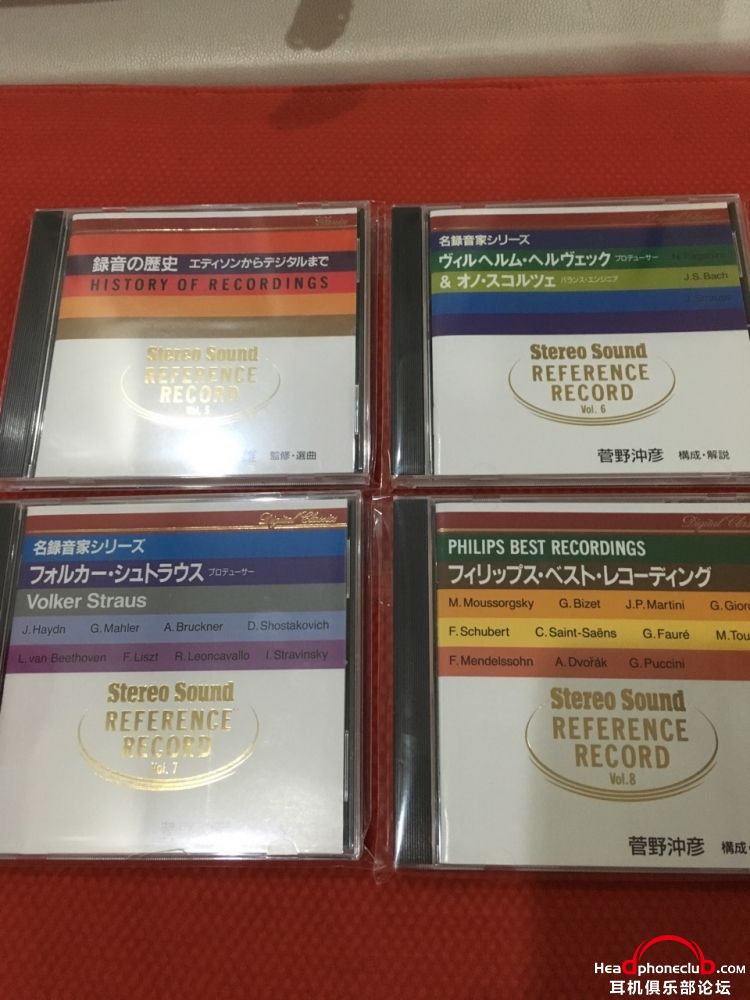 録音の歴史 エディソンからデジタルまで
HISTORY OF RECORDINGS
Stereo Sound
REFERENCE
RECORD
Vol. 5
監修・選曲
名録音家シリーズ
ヴィルヘルム・ヘルヴェック プロデューサー
N. Paganini
& オノ・スコルツェ バランス・エンジニア
J.S. Bach
J. Strauss
Stereo Sound
REFERENCE
RECORD
Vol. 6
菅野沖彦 構成・解説
Digital Classics
名録音家シリーズ
フォルカー・シュトラウス プロデューサー
Volker Straus
J. Haydn G. Mahler A. Bruckner D. Shostakovich
L. van Beethoven F. Liszt R. Leoncavallo I. Stravinsky
Stereo Sound
REFERENCE
RECORD
Vol. 7
Digital
PHILIPS BEST RECORDINGS
フィリップス・ベスト・レコーディング
M. Moussorgsky G. Bizet J.P. Martini G. Gior
F. Schubert C. Saint-Saëns G. Fauré M. Tou
F. Mendelssohn A. Dvořák G. Puccini
Stereo Sound
REFERENCE
RECORD
Vol.8
菅野沖彦 構成・
Headphoneclub.com
耳机俱乐部论坛